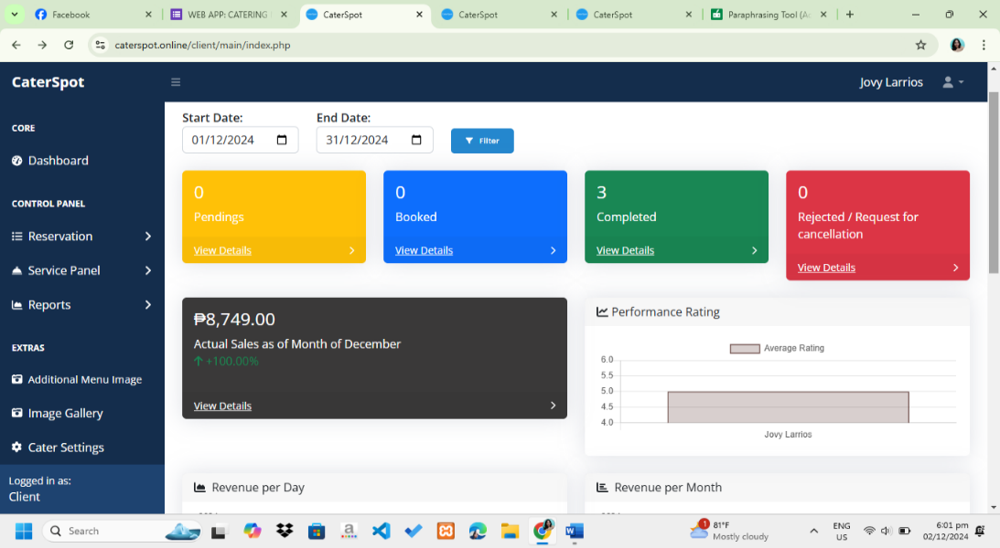 Facebook
WEB APP: CATERING
CaterSpot
CaterSpot
CaterSpot
Paraphrasing Tool (Ac
caterspot.online/client/main/index.php
CaterSpot
Jovy Larrios
CORE
Dashboard
CONTROL PANEL
Reservation
Service Panel
Reports
EXTRAS
Additional Menu Image
Image Gallery
Cater Settings
Logged in as:
Client
Start Date:
End Date:
01/12/2024
31/12/2024
Filter
0
Pendings
View Details
0
Booked
View Details
3
Completed
View Details
0
Rejected / Request for
cancellation
View Details
₱8,749.00
Actual Sales as of Month of December
+100.00%
View Details
Performance Rating
Average Rating
6.0
5.5
5.0
4.5
4.0
Jovy Larrios
Revenue per Day
Revenue per Month
Search
1
81°F
Mostly cloudy
ENG
US
6:01 pm
02/12/2024